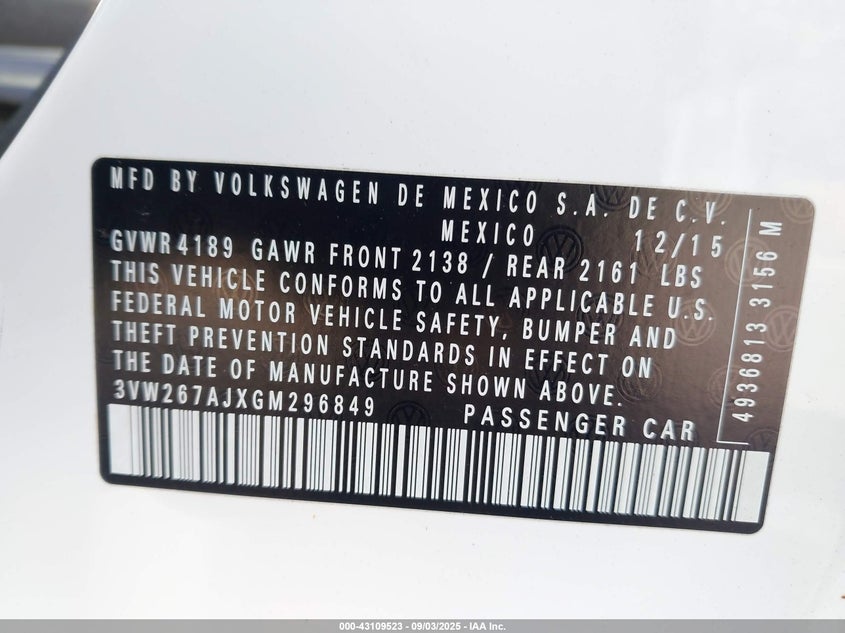 MFD BY VOLKSWAGEN DE MEXICO S.A. DE C.V.
MEXICO 12/15
GVWR 4189 GAWR FRONT 2138 / REAR 2161 LBS
THIS VEHICLE CONFORMS TO ALL APPLICABLE U.S.
FEDERAL MOTOR VEHICLE SAFETY, BUMPER AND
THEFT PREVENTION STANDARDS IN EFFECT ON
THE DATE OF MANUFACTURE SHOWN ABOVE.
3VW267AJXGM296849 PASSENGER CAR
4936813 3156 M
000-43109523 - 09/03/2025 - IAA Inc.